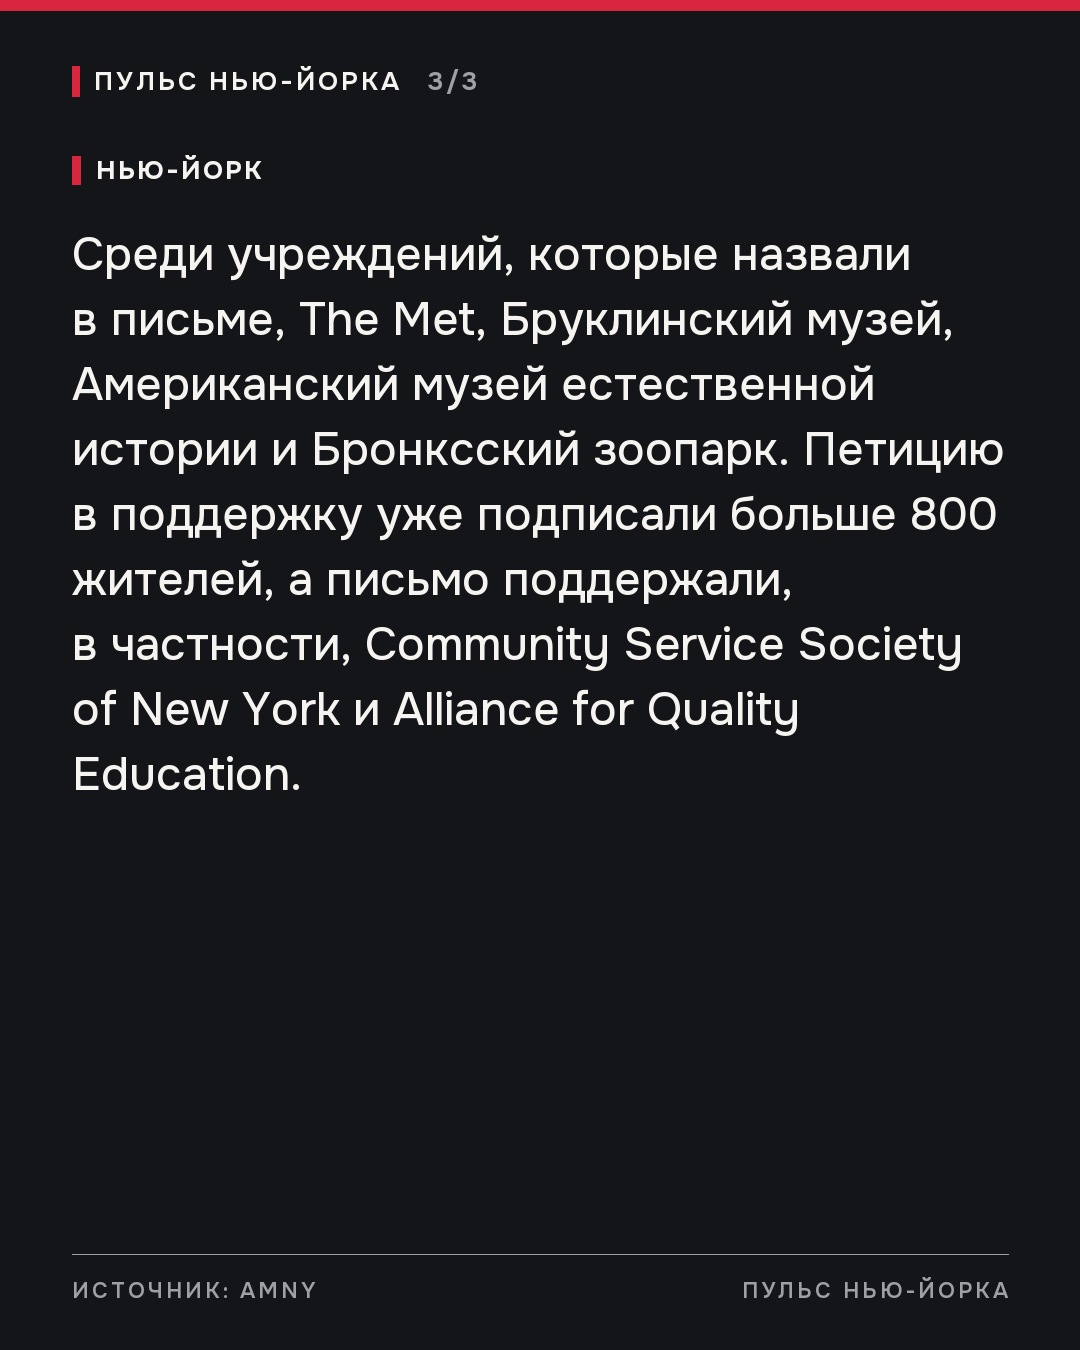 ПУЛЬС НЬЮ-ЙОРКА 3/3
НЬЮ-ЙОРК
Среди учреждений, которые назвали
в письме, The Met, Бруклинский музей,
Американский музей естественной
истории и Бронксский зоопарк. Петицию
в поддержку уже подписали больше 800
жителей, а письмо поддержали,
в частности, Community Service Society
of New York и Alliance for Quality
Education.
ИСТОЧНИК: AMNY
ПУЛЬС НЬЮ-ЙОРКА